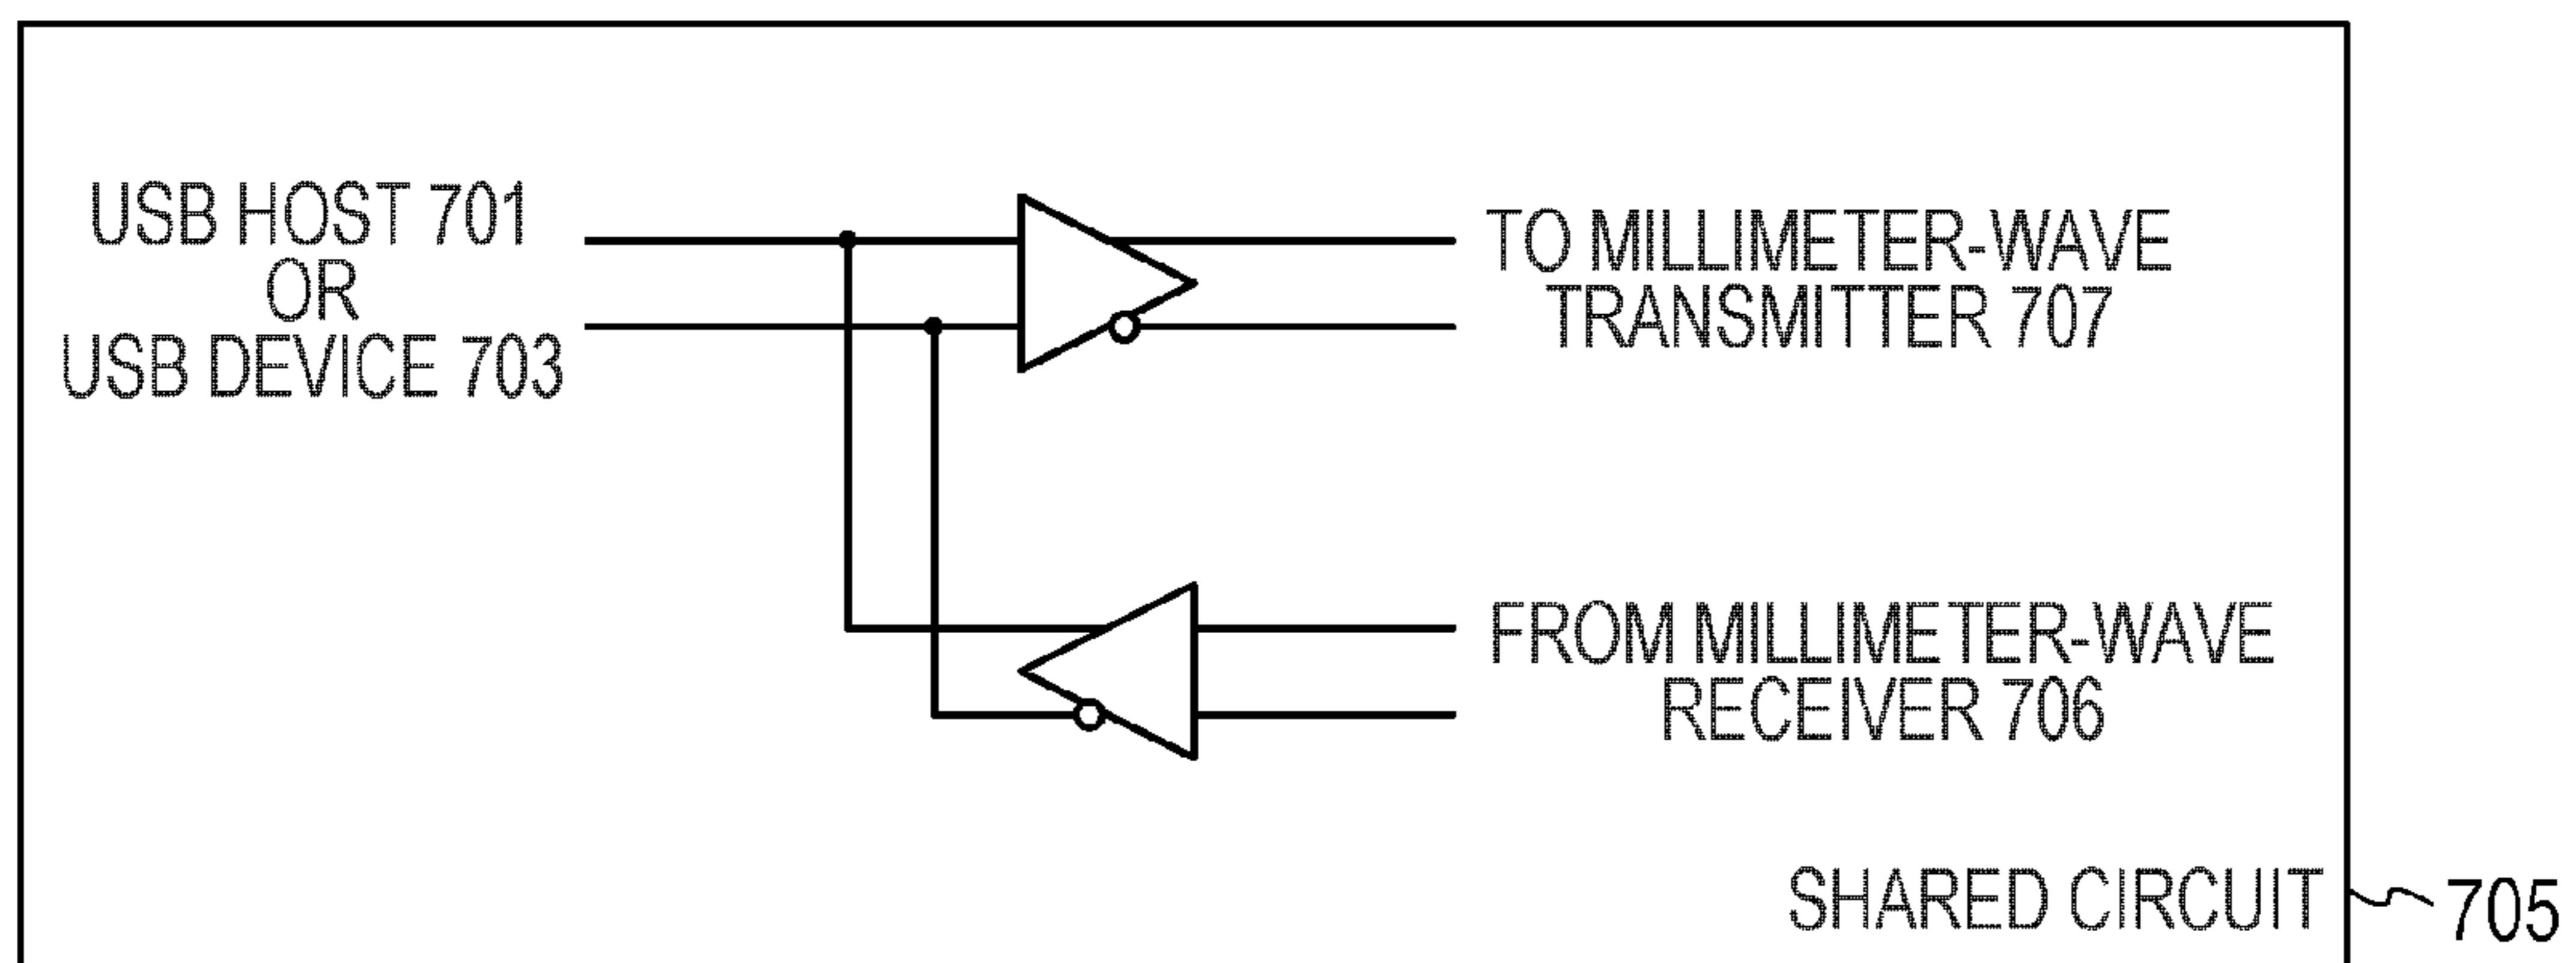 USB HOST 701
OR
USB DEVICE 703
TO MILLIMETER-WAVE
TRANSMITTER 707
FROM MILLIMETER-WAVE
RECEIVER 706
SHARED CIRCUIT
705